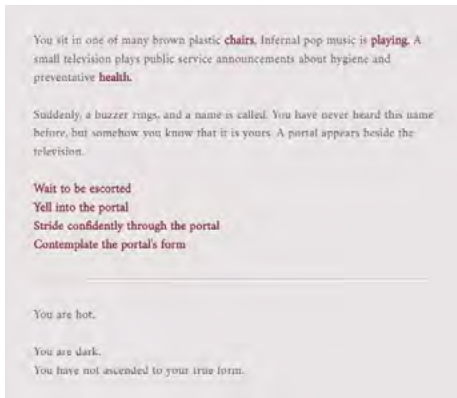 You sit in one of many brown plastic chairs. Infernal pop music is playing. A
small television plays public service announcements about hygiene and
preventative health.
Suddenly, a buzzer rings, and a name is called. You have never heard this name
before, but somehow you know that it is yours. A portal appears beside the
television.
Wait to be escorted
Yell into the portal
Stride confidently through the portal
Contemplate the portal's form
You are hot.
You are dark.
You have not ascended to your true form.